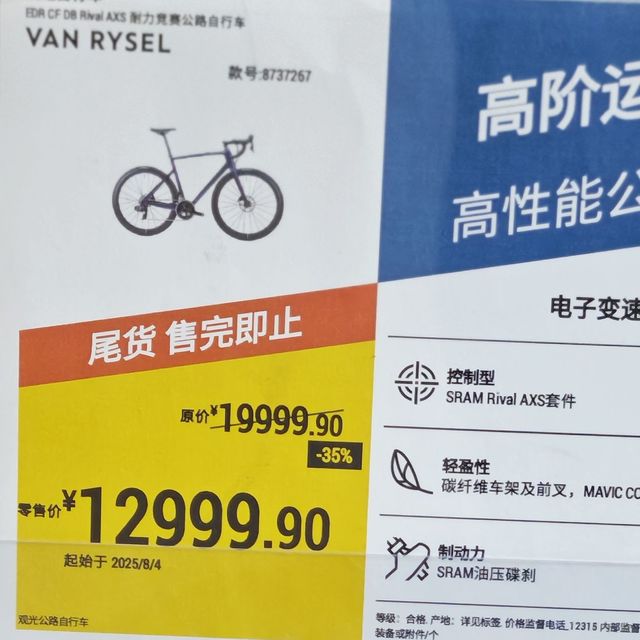 EDR CF DB Rival AXS 耐力竞赛公路自行车
VAN RYSEL
款号:8737267
高阶运
高性能公
尾货 售完即止
原价¥19999.90
-35%
零售价¥12999.90
起始于 2025/8/4
观光公路自行车
电子变速
控制型
SRAM Rival AXS套件
轻盈性
碳纤维车架及前叉，MAVIC CO
制动力
SRAM油压碟刹
等级：合格. 产地：详见标签. 价格监督电话_12315 内部监督
装备或附件/个